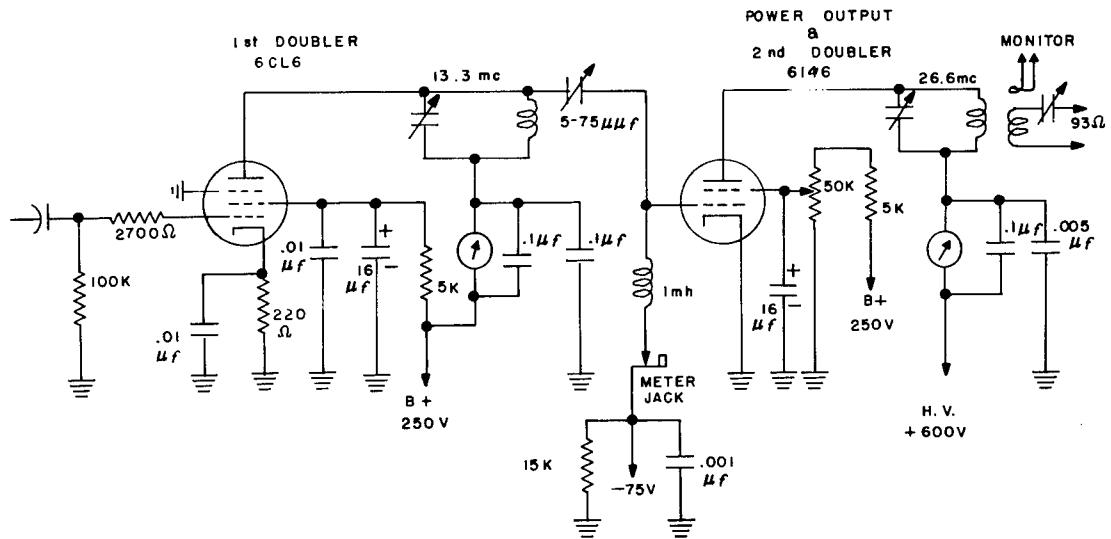 1st DOUBLER
6CL6
13.3 mc
5-75 μμf
POWER OUTPUT
&
2nd DOUBLER
6146
26.6mc
MONITOR
93Ω
2700Ω
100K
.01
μf
220
Ω
.01
μf
+
16
μf
-
5K
.1μf
.1μf
B+
250V
1mh
METER
JACK
15K
-75V
.001
μf
50K
5K
+
16
μf
-
B+
250V
.1μf
.005
μf
H.V.
+600V